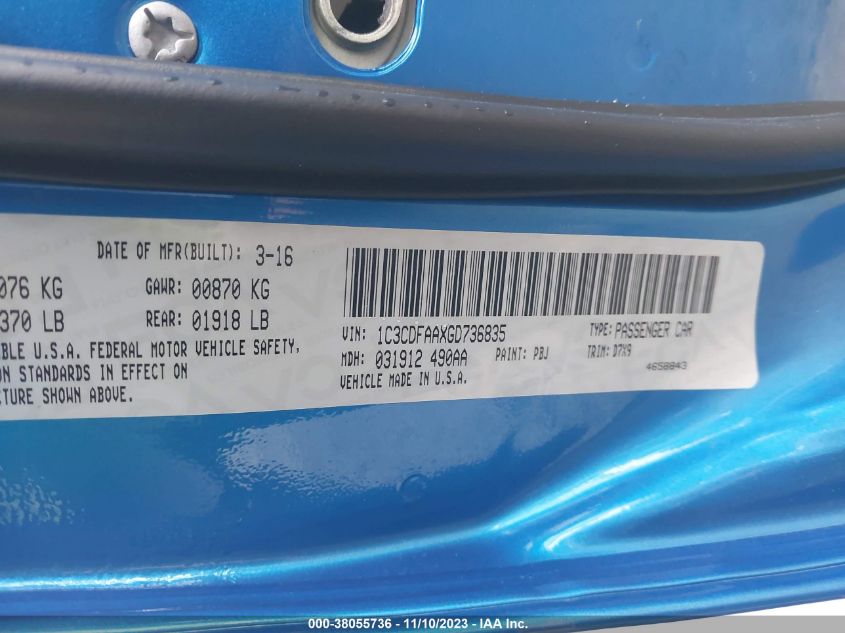 DATE OF MFR(BUILT): 3-16
076 KG GAWR: 00870 KG
370 LB REAR: 01918 LB
BLE U.S.A. FEDERAL MOTOR VEHICLE SAFETY,
ON STANDARDS IN EFFECT ON
CTURE SHOWN ABOVE.
VIN: 1C3CDFAAXGD736835 TYPE: PASSENGER CAR
MDH: 031912 490AA PAINT: PBJ TRIM: D7X9
VEHICLE MADE IN U.S.A. 4658843
000-38055736 - 11/10/2023 - IAA Inc.